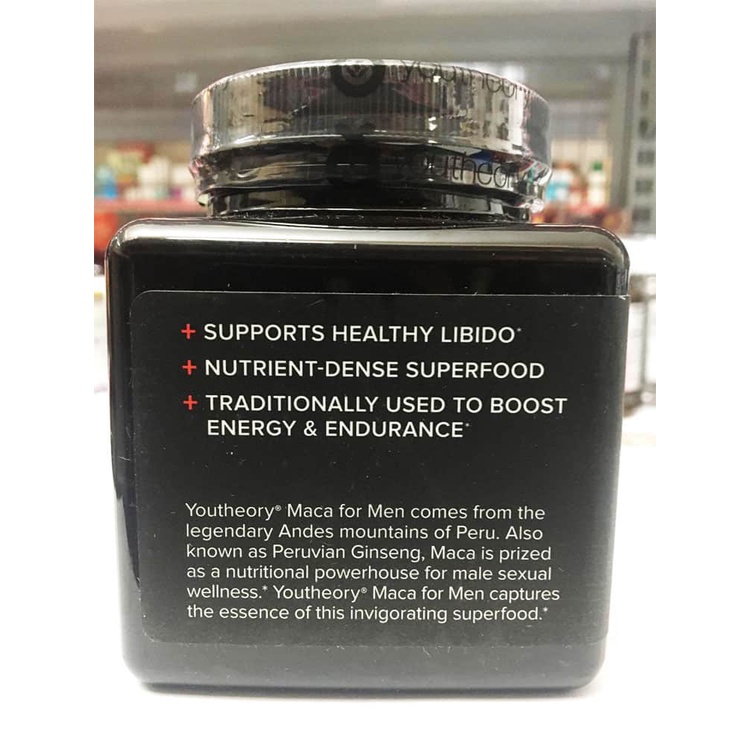 youtheory
youtheory
+ SUPPORTS HEALTHY LIBIDO*
+ NUTRIENT-DENSE SUPERFOOD
+ TRADITIONALLY USED TO BOOST
ENERGY & ENDURANCE*
Youtheory® Maca for Men comes from the
legendary Andes mountains of Peru. Also
known as Peruvian Ginseng, Maca is prized
as a nutritional powerhouse for male sexual
wellness.* Youtheory® Maca for Men captures
the essence of this invigorating superfood.*